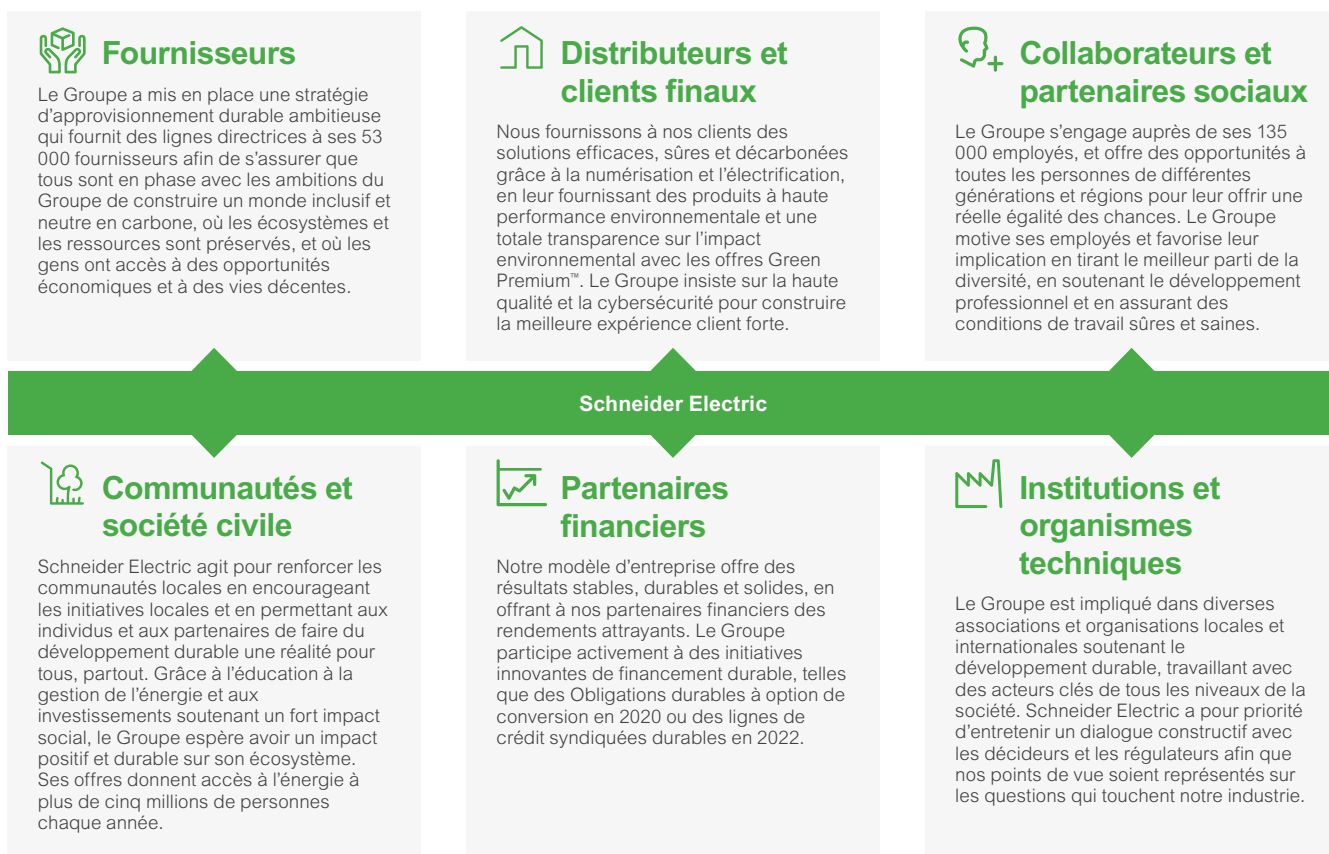 Fournisseurs
Le Groupe a mis en place une stratégie
d’approvisionnement durable ambitieuse
qui fournit des lignes directrices à ses 53
000 fournisseurs afin de s’assurer que
tous sont en phase avec les ambitions du
Groupe de construire un monde inclusif et
neutre en carbone, où les écosystèmes et
les ressources sont préservés, et où les
gens ont accès à des opportunités
économiques et à des vies décentes.
Distributeurs et
clients finaux
Nous fournissons à nos clients des
solutions efficaces, sûres et décarbonées
grâce à la numérisation et l’électrification,
en leur fournissant des produits à haute
performance environnementale et une
totale transparence sur l’impact
environnemental avec les offres Green
Premium™. Le Groupe insiste sur la haute
qualité et la cybersécurité pour construire
la meilleure expérience client forte.
Collaborateurs et
partenaires sociaux
Le Groupe s’engage auprès de ses 135
000 employés, et offre des opportunités à
toutes les personnes de différentes
générations et régions pour leur offrir une
réelle égalité des chances. Le Groupe
motive ses employés et favorise leur
implication en tirant le meilleur parti de la
diversité, en soutenant le développement
professionnel et en assurant des
conditions de travail sûres et saines.
Schneider Electric
Communautés et
société civile
Schneider Electric agit pour renforcer les
communautés locales en encourageant
les initiatives locales et en permettant aux
individus et aux partenaires de faire du
développement durable une réalité pour
tous, partout. Grâce à l’éducation à la
gestion de l’énergie et aux
investissements soutenant un fort impact
social, le Groupe espère avoir un impact
positif et durable sur son écosystème.
Ses offres donnent accès à l’énergie à
plus de cinq millions de personnes
chaque année.
Partenaires
financiers
Notre modèle d’entreprise offre des
résultats stables, durables et solides, en
offrant à nos partenaires financiers des
rendements attrayants. Le Groupe
participe activement à des initiatives
innovantes de financement durable, telles
que des Obligations durables à option de
conversion en 2020 ou des lignes de
crédit syndiquées durables en 2022.
Institutions et
organismes
techniques
Le Groupe est impliqué dans diverses
associations et organisations locales et
internationales soutenant le
développement durable, travaillant avec
des acteurs clés de tous les niveaux de la
société. Schneider Electric a pour priorité
d’entretenir un dialogue constructif avec
les décideurs et les régulateurs afin que
nos points de vue soient représentés sur
les questions qui touchent notre industrie.